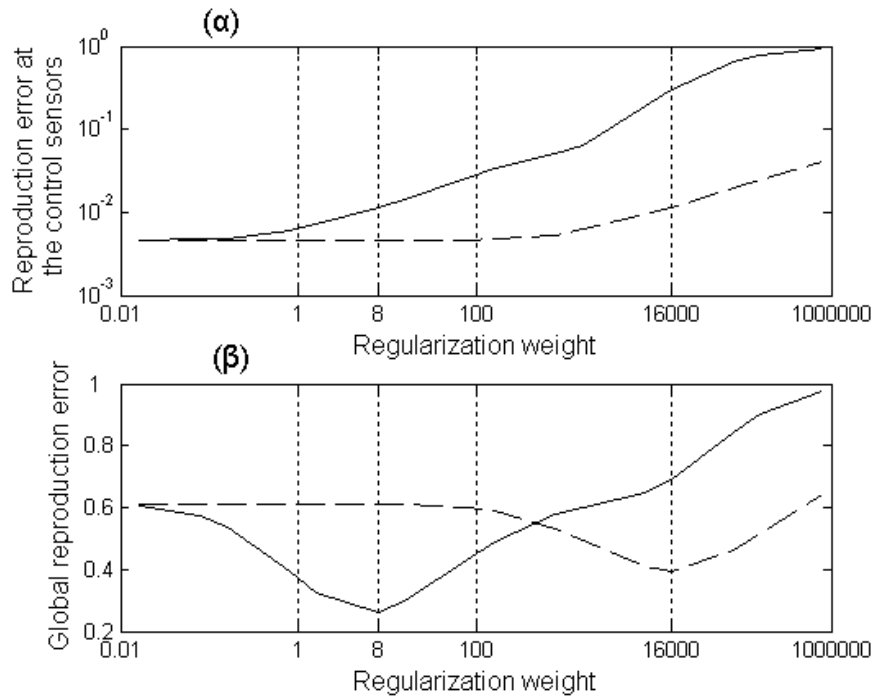 (α)
Reproduction error at
the control sensors
10⁰
10⁻¹
10⁻²
10⁻³
0.01 1 8 100 16000 1000000
Regularization weight
(β)
Global reproduction error
1
0.8
0.6
0.4
0.2
0.01 1 8 100 16000 1000000
Regularization weight